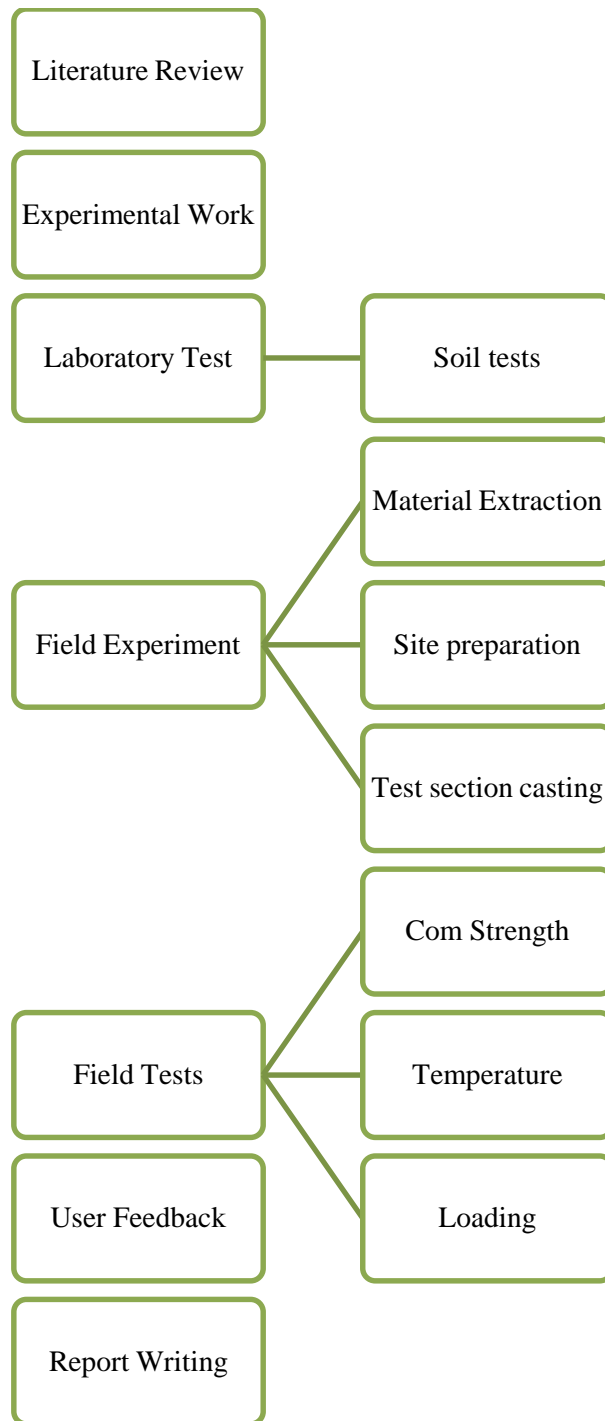 Literature Review
Experimental Work
Laboratory Test
Soil tests
Material Extraction
Field Experiment
Site preparation
Test section casting
Com Strength
Field Tests
Temperature
User Feedback
Loading
Report Writing